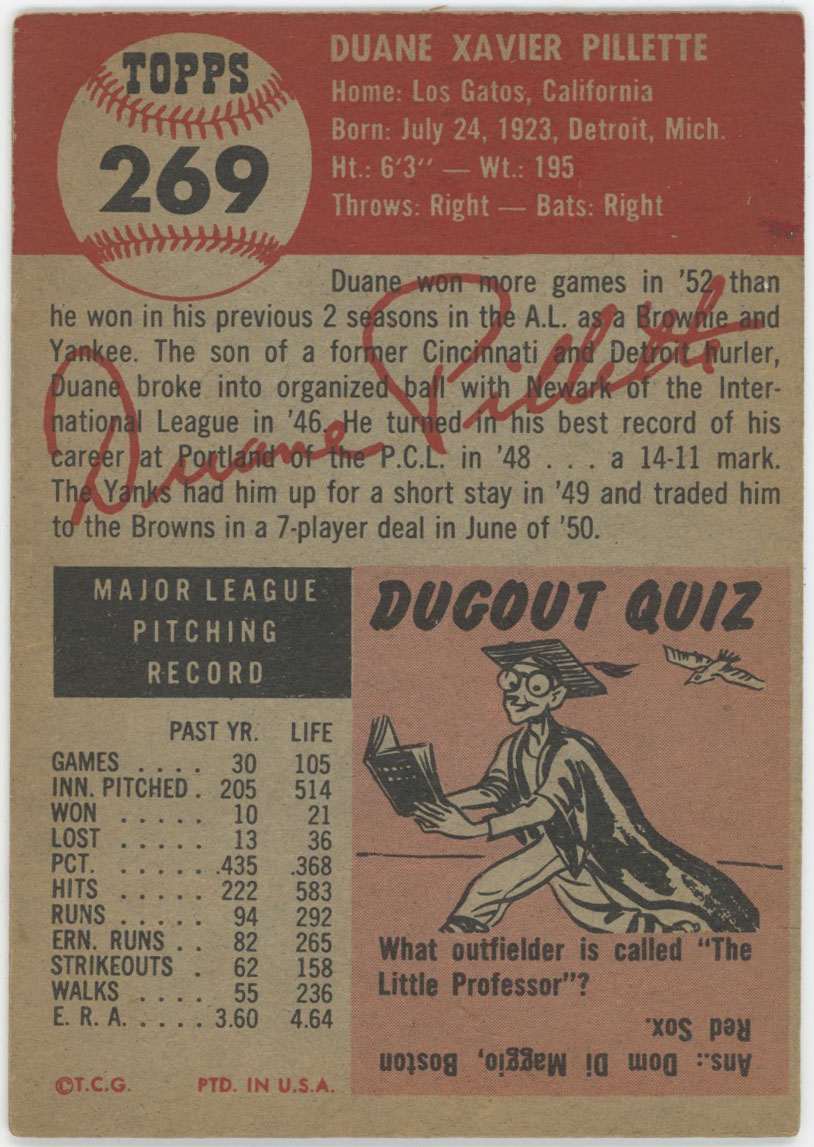 TOPPS
269
DUANE XAVIER PILLETTE
Home: Los Gatos, California
Born: July 24, 1923, Detroit, Mich.
Ht.: 6'3'' — Wt.: 195
Throws: Right — Bats: Right
Duane won more games in '52 than
he won in his previous 2 seasons in the A.L. as a Brownie and
Yankee. The son of a former Cincinnati and Detroit hurler,
Duane broke into organized ball with Newark of the Inter-
national League in '46. He turned in his best record of his
career at Portland of the P.C.L. in '48 . . . a 14-11 mark.
The Yanks had him up for a short stay in '49 and traded him
to the Browns in a 7-player deal in June of '50.
Duane Pillette
MAJOR LEAGUE
PITCHING
RECORD
PAST YR. LIFE
GAMES . . . . 30 105
INN. PITCHED . 205 514
WON . . . . . 10 21
LOST . . . . . 13 36
PCT. . . . . . .435 .368
HITS . . . . . 222 583
RUNS . . . . . 94 292
ERN. RUNS . . 82 265
STRIKEOUTS . 62 158
WALKS . . . . 55 236
E. R. A. . . . . 3.60 4.64
©T.C.G. PTD. IN U.S.A.
DUGOUT QUIZ
What outfielder is called "The
Little Professor"?
Ans.: Dom Di Maggio, Boston
Red Sox.